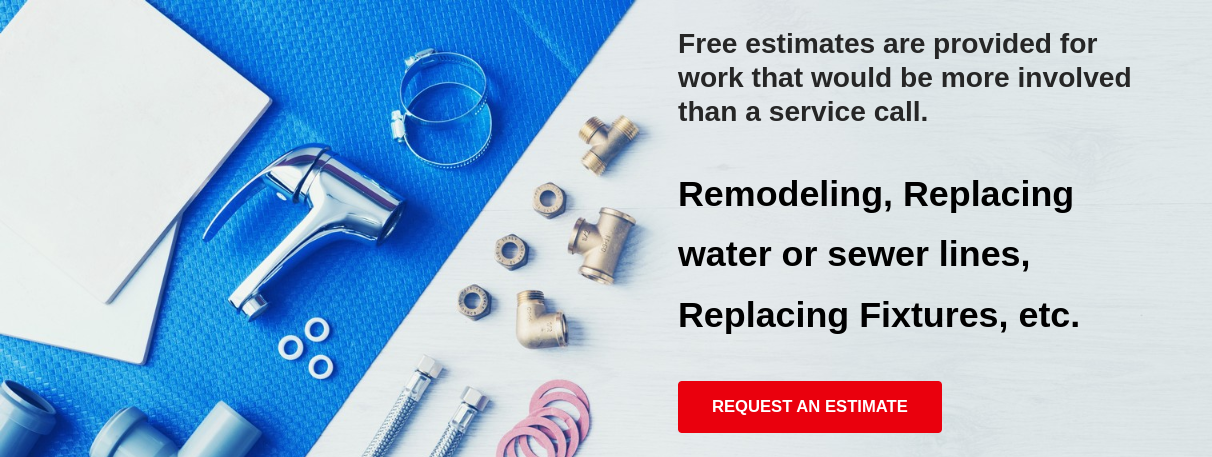 Free estimates are provided for
work that would be more involved
than a service call.
Remodeling, Replacing
water or sewer lines,
Replacing Fixtures, etc.
REQUEST AN ESTIMATE